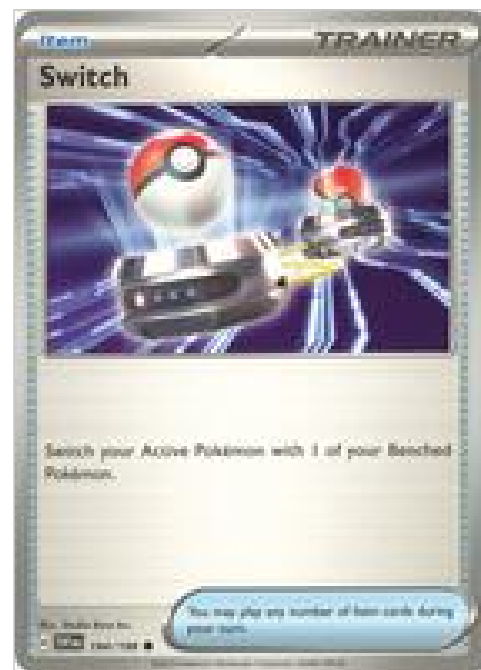 Item
TRAINER
Switch
Switch your Active Pokémon with 1 of your Benched
Pokémon.
You may play any number of Item cards during
your turn.